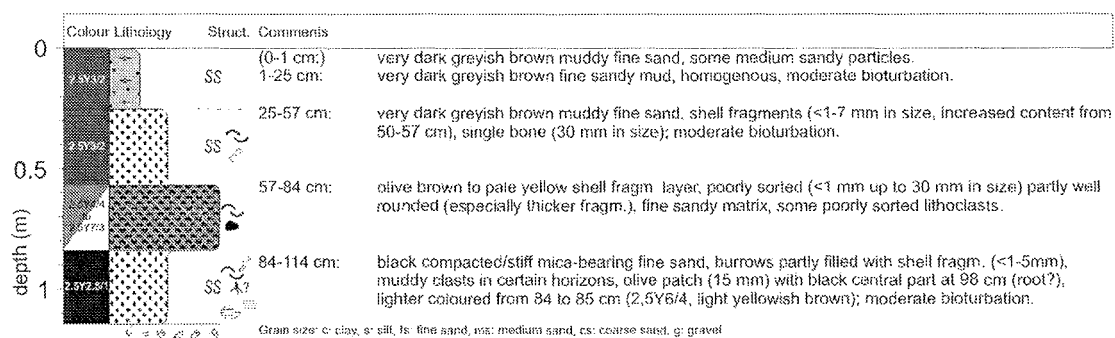 Colour Lithology Struct. Comments
0
(0-1 cm:) very dark greyish brown muddy fine sand, some medium sandy particles.
SS 1-25 cm: very dark greyish brown fine sandy mud, homogenous, moderate bioturbation.
25-57 cm: very dark greyish brown muddy fine sand, shell fragments (<1-7 mm in size, increased content from
2.5Y3/2 SS 50-57 cm), single bone (30 mm in size); moderate bioturbation.
0.5
57-84 cm: olive brown to pale yellow shell fragm. layer, poorly sorted (<1 mm up to 30 mm in size) partly well
rounded (especially thicker fragm.), fine sandy matrix, some poorly sorted lithoclasts.
depth (m)
84-114 cm: black compacted/stiff mica-bearing fine sand, burrows partly filled with shell fragm. (<1-5mm),
1 2.5Y2.5/1 SS ? muddy clasts in certain horizons, olive patch (15 mm) with black central part at 98 cm (root?),
lighter coloured from 84 to 85 cm (2,5Y6/4, light yellowish brown); moderate bioturbation.
Grain size: c: clay, s: silt, fs: fine sand, ms: medium sand, cs: coarse sand, g: gravel